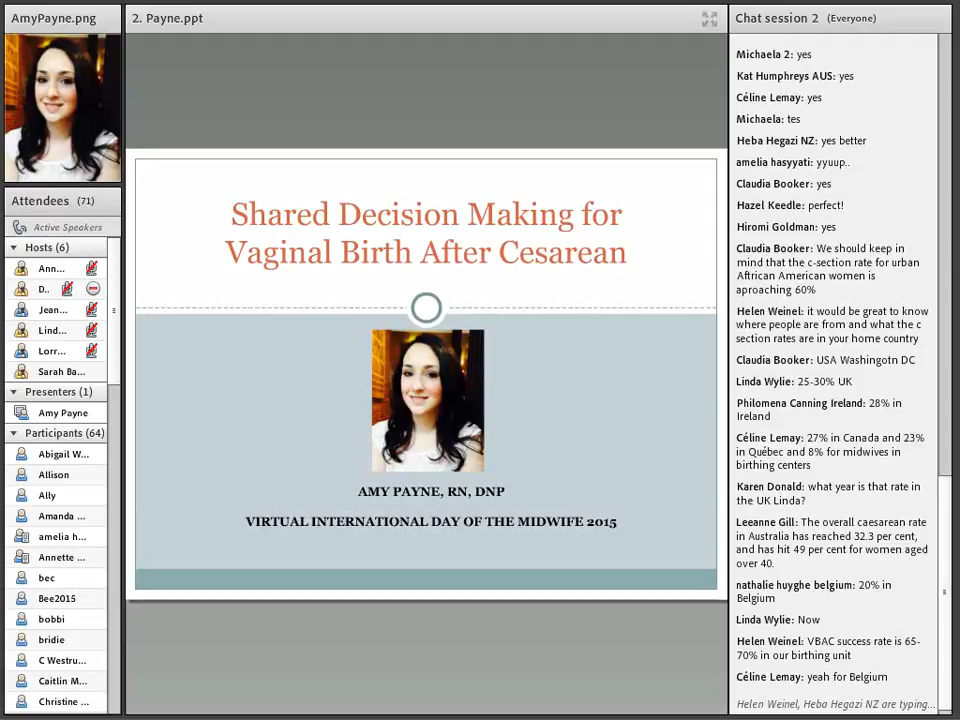 AmyPayne.png
2. Payne.ppt
Chat session 2 (Everyone)
Attendees (71)
Active Speakers
Hosts (6)
Ann...
D..
Jean...
Lind...
Lorr...
Sarah Ba...
Presenters (1)
Amy Payne
Participants (64)
Abigail W...
Allison
Ally
Amanda ...
amelia h...
Annette ...
bec
Bee2015
bobbi
bridie
C Westru...
Caitlin M...
Christine ..
Shared Decision Making for
Vaginal Birth After Cesarean
AMY PAYNE, RN, DNP
VIRTUAL INTERNATIONAL DAY OF THE MIDWIFE 2015
Michaela 2: yes
Kat Humphreys AUS: yes
Céline Lemay: yes
Michaela: tes
Heba Hegazi NZ: yes better
amelia hasyyati: yyuup..
Claudia Booker: yes
Hazel Keedle: perfect!
Hiromi Goldman: yes
Claudia Booker: We should keep in
mind that the c-section rate for urban
Aftrican American women is
aproaching 60%
Helen Weinel: it would be great to know
where people are from and what the c
section rates are in your home country
Claudia Booker: USA Washingotn DC
Linda Wylie: 25-30% UK
Philomena Canning Ireland: 28% in
Ireland
Céline Lemay: 27% in Canada and 23%
in Québec and 8% for midwives in
birthing centers
Karen Donald: what year is that rate in
the UK Linda?
Leeanne Gill: The overall caesarean rate
in Australia has reached 32.3 per cent,
and has hit 49 per cent for women aged
over 40.
nathalie huyghe belgium: 20% in
Belgium
Linda Wylie: Now
Helen Weinel: VBAC success rate is 65-
70% in our birthing unit
Céline Lemay: yeah for Belgium
Helen Weinel, Heba Hegazi NZ are typing...